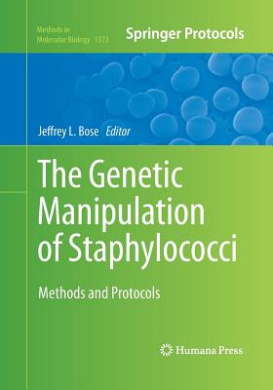 Methods in
Molecular Biology 1373
Springer Protocols
Jeffrey L. Bose Editor
The Genetic
Manipulation
of Staphylococci
Methods and Protocols
Humana Press